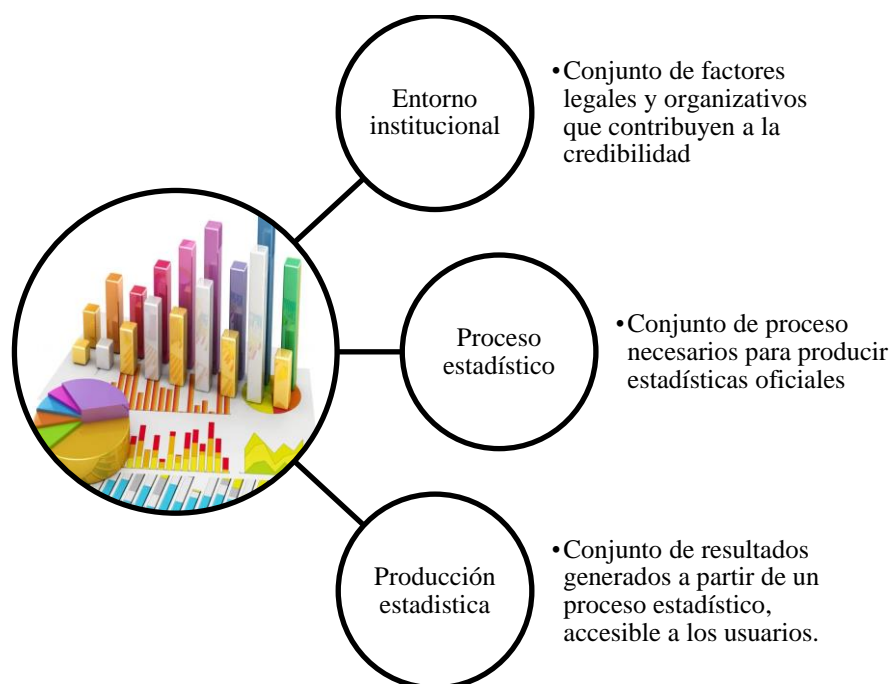 Entorno
institucional
•Conjunto de factores
legales y organizativos
que contribuyen a la
credibilidad
Proceso
estadístico
•Conjunto de proceso
necesarios para producir
estadísticas oficiales
Producción
estadistica
•Conjunto de resultados
generados a partir de un
proceso estadístico,
accesible a los usuarios.